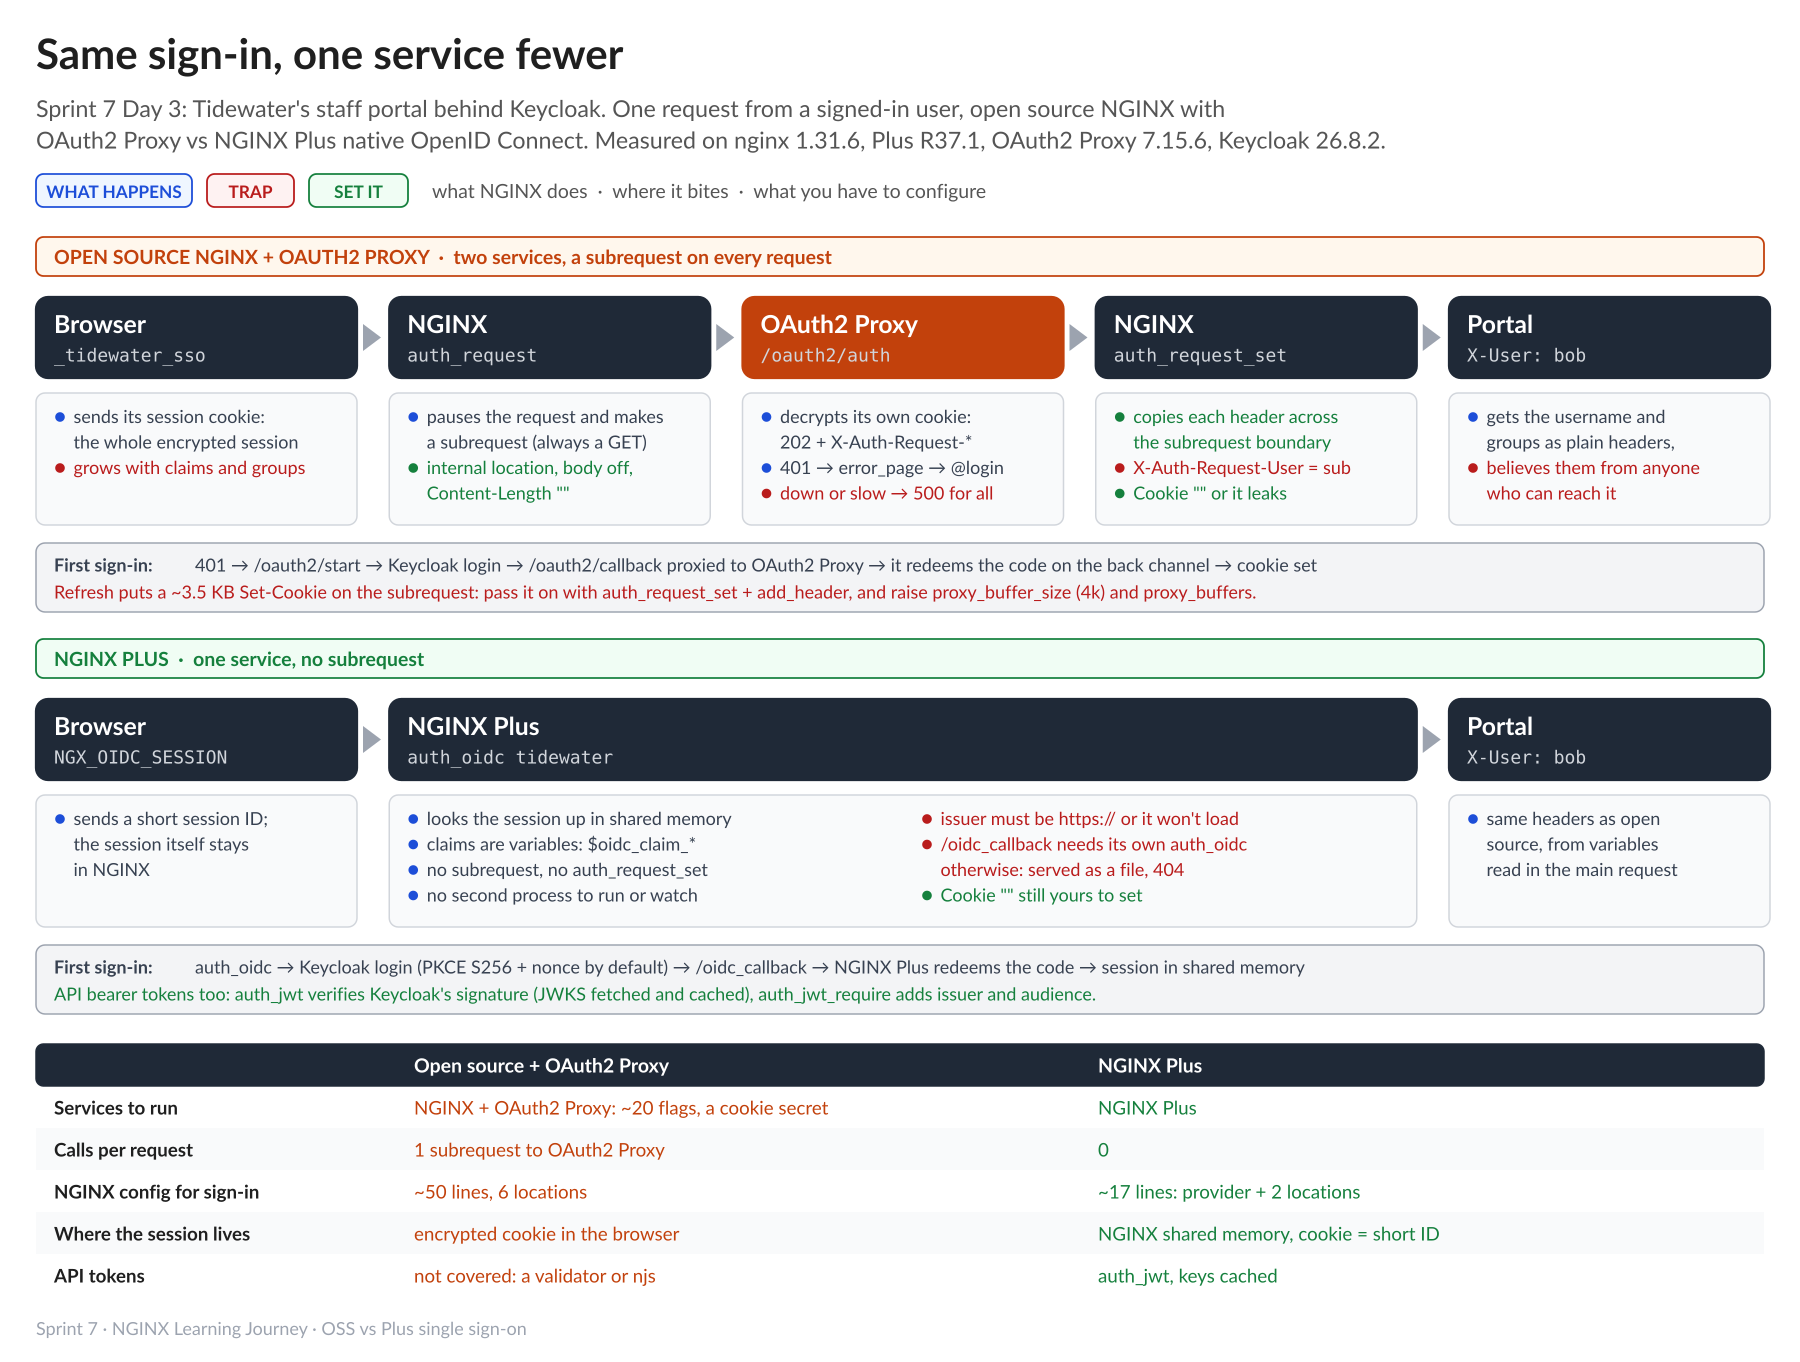 Same sign-in, one service fewer
Sprint 7 Day 3: Tidewater's staff portal behind Keycloak. One request from a signed-in user, open source NGINX with
OAuth2 Proxy vs NGINX Plus native OpenID Connect. Measured on nginx 1.31.6, Plus R37.1, OAuth2 Proxy 7.15.6, Keycloak 26.8.2.
WHAT HAPPENS TRAP SET IT what NGINX does · where it bites · what you have to configure
OPEN SOURCE NGINX + OAUTH2 PROXY · two services, a subrequest on every request
Browser
_tidewater_sso
NGINX
auth_request
OAuth2 Proxy
/oauth2/auth
NGINX
auth_request_set
Portal
X-User: bob
sends its session cookie:
the whole encrypted session
grows with claims and groups
pauses the request and makes
a subrequest (always a GET)
internal location, body off,
Content-Length ""
decrypts its own cookie:
202 + X-Auth-Request-*
401 → error_page → @login
down or slow → 500 for all
copies each header across
the subrequest boundary
X-Auth-Request-User = sub
Cookie "" or it leaks
gets the username and
groups as plain headers,
believes them from anyone
who can reach it
First sign-in: 401 → /oauth2/start → Keycloak login → /oauth2/callback proxied to OAuth2 Proxy → it redeems the code on the back channel → cookie set
Refresh puts a ~3.5 KB Set-Cookie on the subrequest: pass it on with auth_request_set + add_header, and raise proxy_buffer_size (4k) and proxy_buffers.
NGINX PLUS · one service, no subrequest
Browser
NGX_OIDC_SESSION
NGINX Plus
auth_oidc tidewater
Portal
X-User: bob
sends a short session ID;
the session itself stays
in NGINX
looks the session up in shared memory
claims are variables: $oidc_claim_*
no subrequest, no auth_request_set
no second process to run or watch
issuer must be https:// or it won't load
/oidc_callback needs its own auth_oidc
otherwise: served as a file, 404
Cookie "" still yours to set
same headers as open
source, from variables
read in the main request
First sign-in: auth_oidc → Keycloak login (PKCE S256 + nonce by default) → /oidc_callback → NGINX Plus redeems the code → session in shared memory
API bearer tokens too: auth_jwt verifies Keycloak's signature (JWKS fetched and cached), auth_jwt_require adds issuer and audience.
Open source + OAuth2 Proxy NGINX Plus
Services to run NGINX + OAuth2 Proxy: ~20 flags, a cookie secret NGINX Plus
Calls per request 1 subrequest to OAuth2 Proxy 0
NGINX config for sign-in ~50 lines, 6 locations ~17 lines: provider + 2 locations
Where the session lives encrypted cookie in the browser NGINX shared memory, cookie = short ID
API tokens not covered: a validator or njs auth_jwt, keys cached
Sprint 7 · NGINX Learning Journey · OSS vs Plus single sign-on